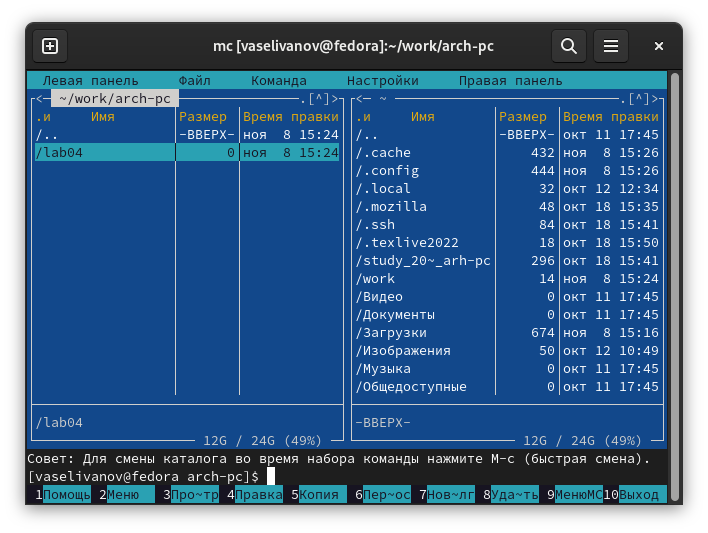 mc [vaselivanov@fedora]:~/work/arch-pc
Левая панель Файл Команда Настройки Правая панель
<─ ~/work/arch-pc ─.[^]> <─ ~ ─.[^]>
.и Имя Размер Время правки .и Имя Размер Время правки
/.. -ВВЕРХ- ноя 8 15:24 /.. -ВВЕРХ- окт 11 17:45
/lab04 0 ноя 8 15:24 /.cache 432 ноя 8 15:26
/.config 444 ноя 8 15:26
/.local 32 окт 12 12:34
/.mozilla 48 окт 18 15:35
/.ssh 84 окт 18 15:41
/.texlive2022 18 окт 18 15:50
/study_20~_arh-pc 296 окт 18 15:41
/work 14 ноя 8 15:24
/Видео 0 окт 11 17:45
/Документы 0 окт 11 17:45
/Загрузки 674 ноя 8 15:16
/Изображения 50 окт 12 10:49
/Музыка 0 окт 11 17:45
/Общедоступные 0 окт 11 17:45
/lab04 -ВВЕРХ-
12G / 24G (49%) 12G / 24G (49%)
Совет: Для смены каталога во время набора команды нажмите M-c (быстрая смена).
[vaselivanov@fedora arch-pc]$
1Помощь 2Меню 3Про~тр 4Правка 5Копия 6Пер~ос 7Нов~лг 8Уда~ть 9МенюMC 10Выход